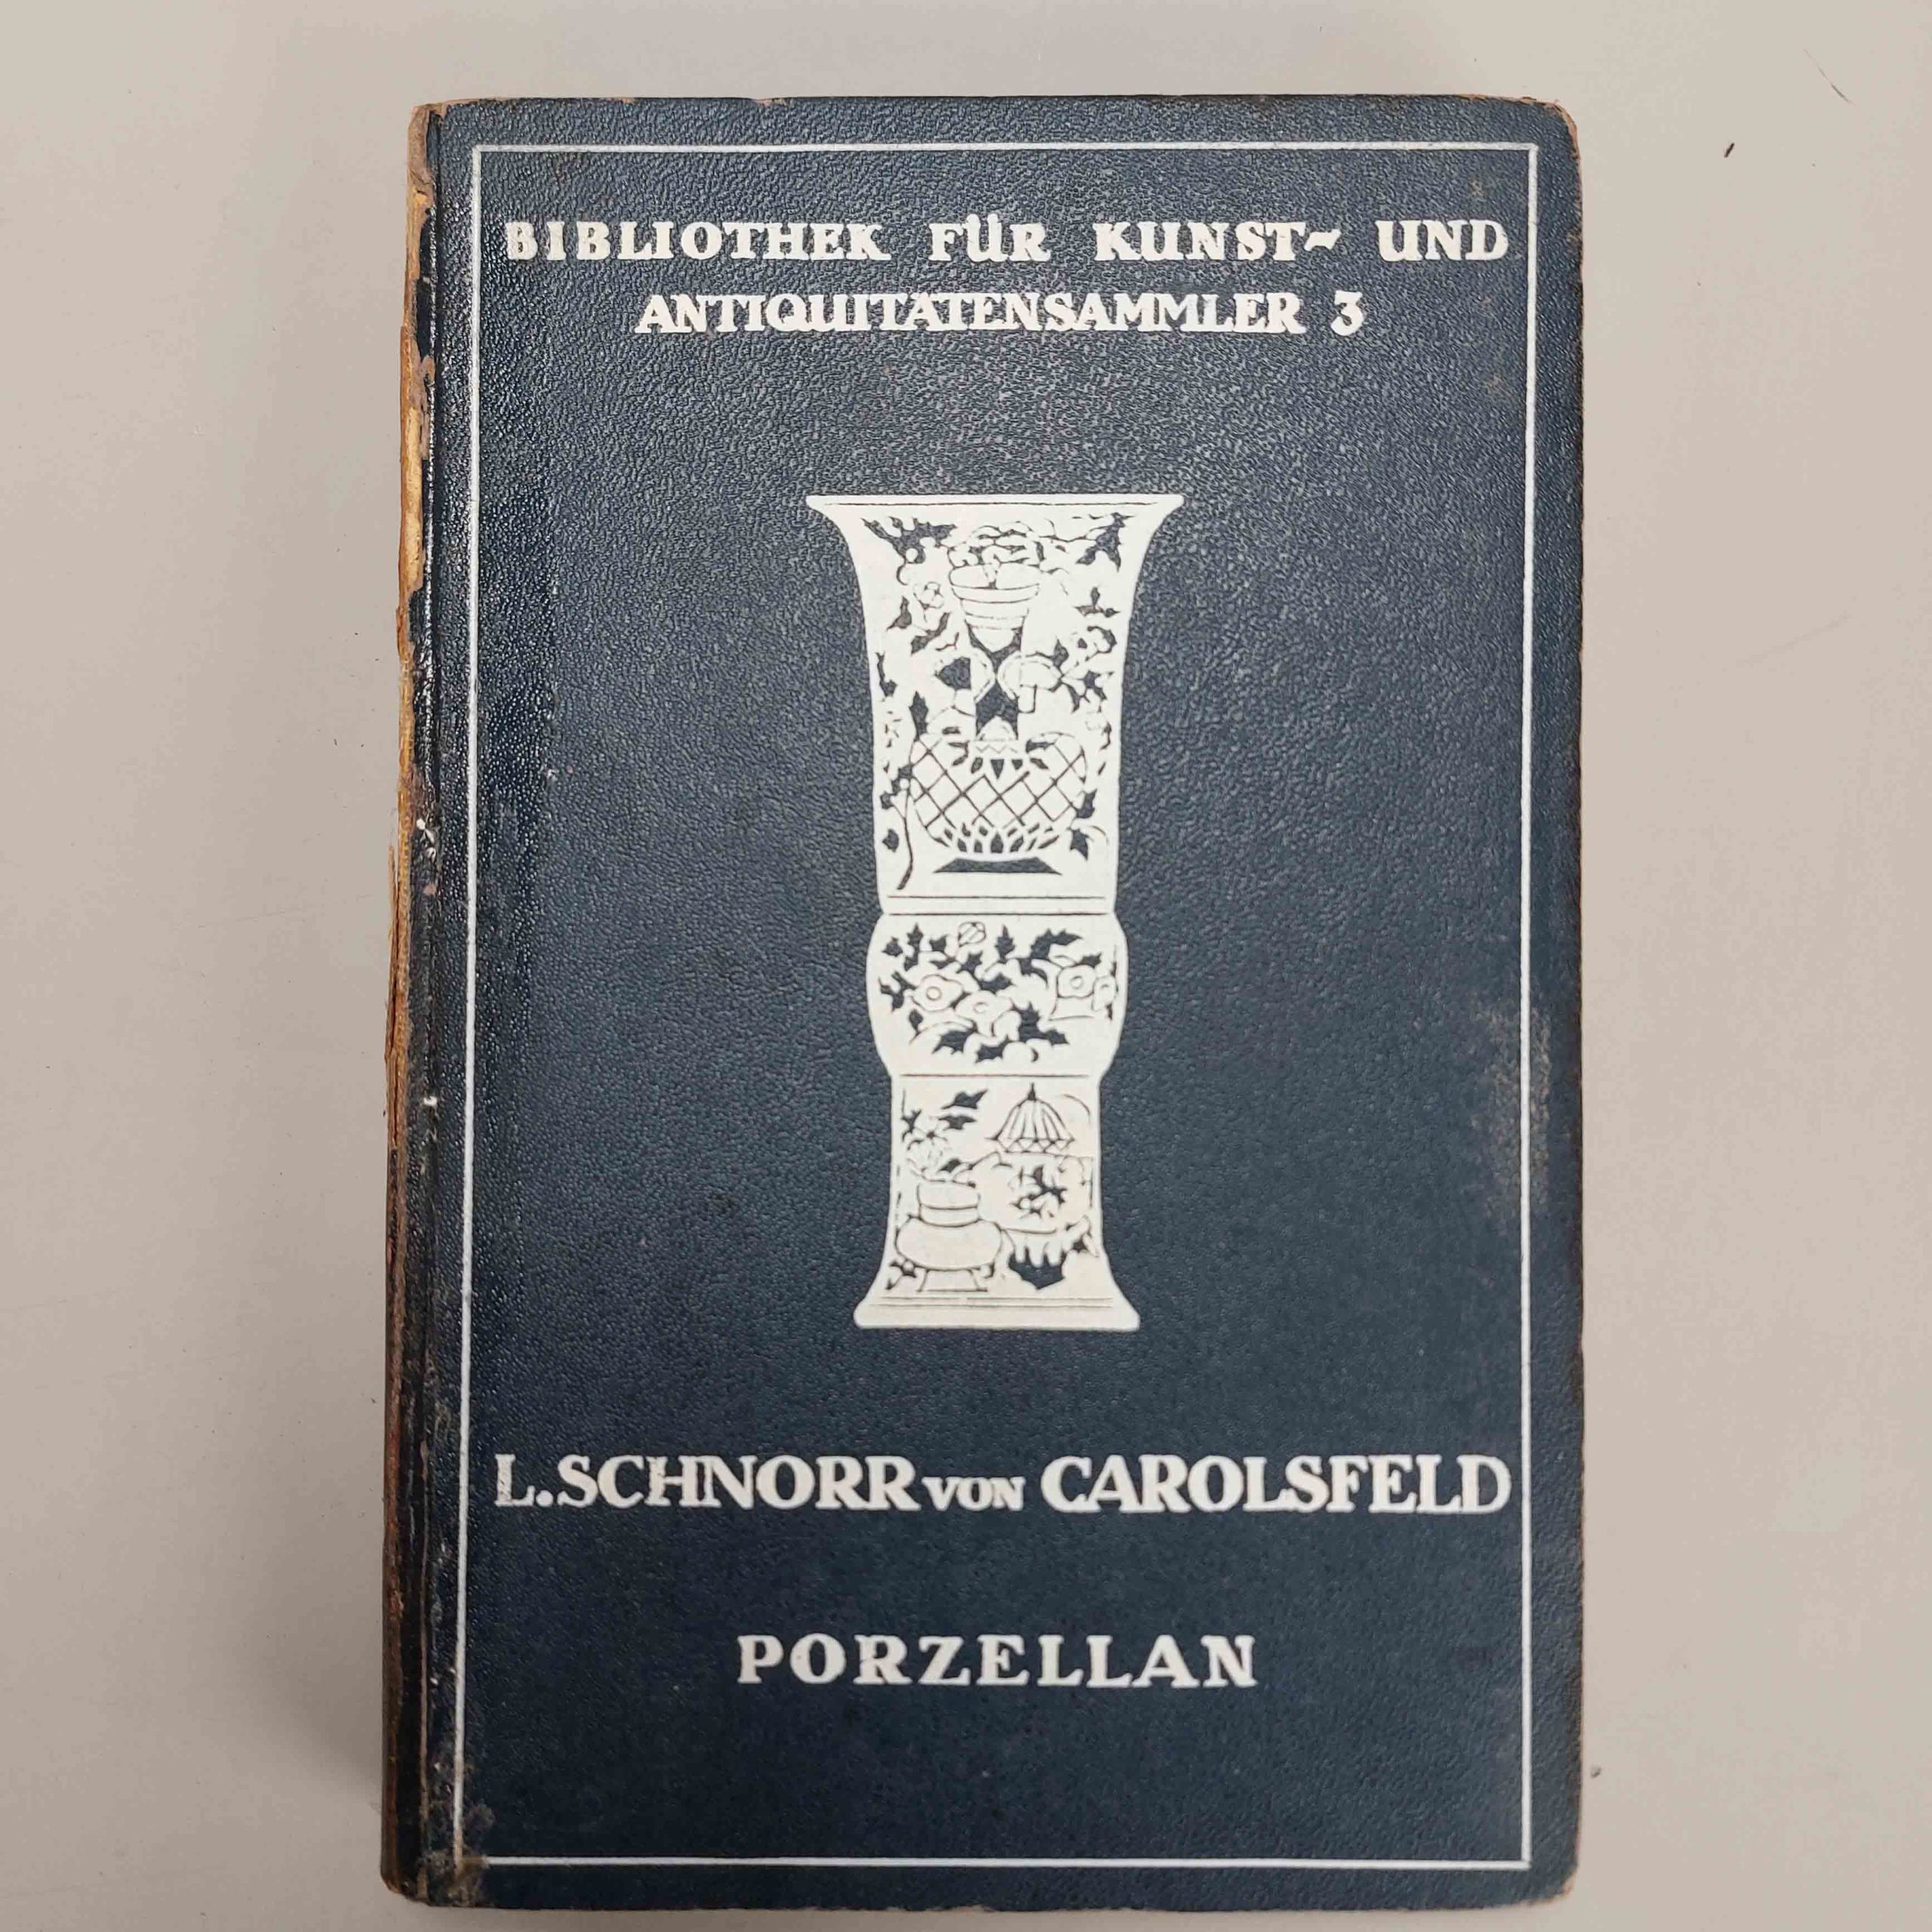 BIBLIOTHEK FÜR KUNST- UND
ANTIQUITÄTENSAMMLER 3
L. SCHNORR VON CAROLSFELD
PORZELLAN